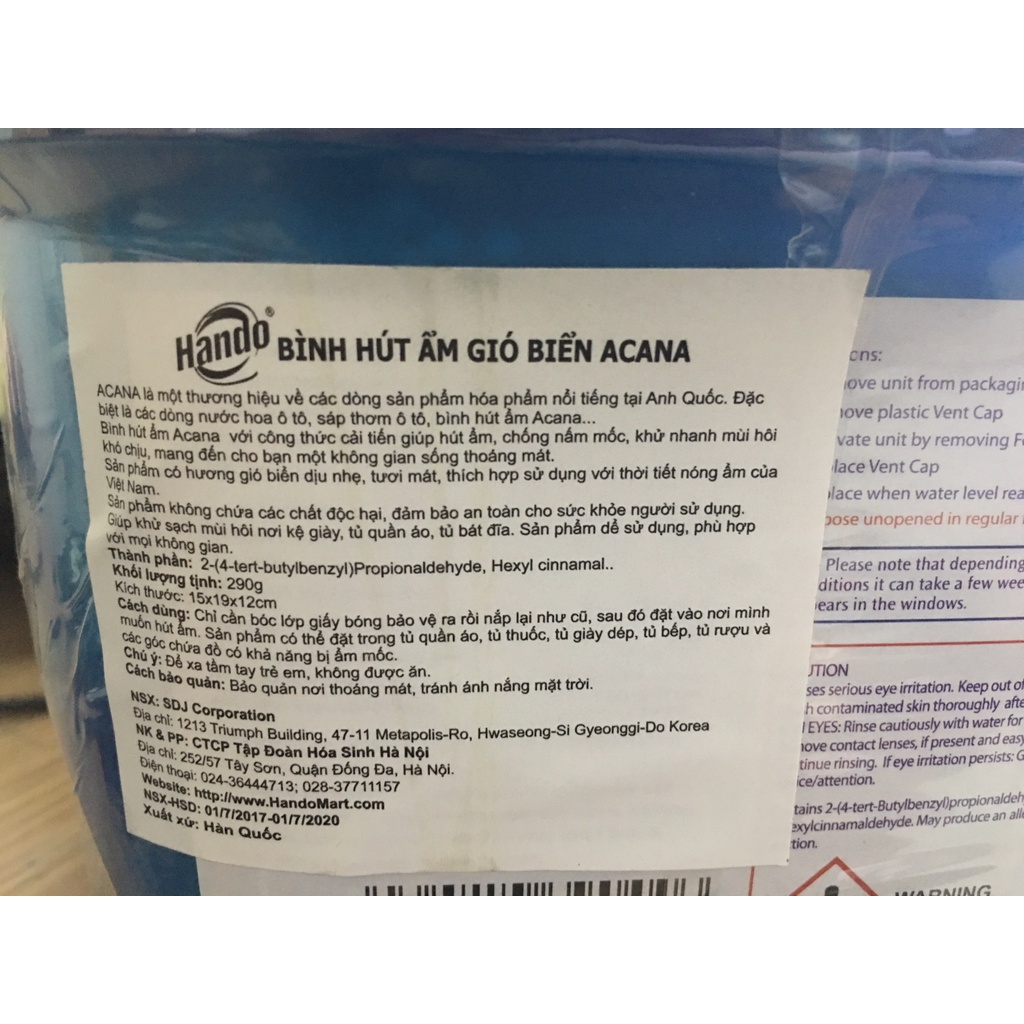 Hando®
BÌNH HÚT ẨM GIÓ BIỂN ACANA
ACANA là một thương hiệu về các dòng sản phẩm hóa phẩm nổi tiếng tại Anh Quốc. Đặc
biệt là các dòng nước hoa ô tô, sáp thơm ô tô, bình hút ẩm Acana...
Bình hút ẩm Acana với công thức cải tiến giúp hút ẩm, chống nấm mốc, khử nhanh mùi hôi
khó chịu, mang đến cho bạn một không gian sống thoáng mát.
Sản phẩm có hương gió biển dịu nhẹ, tươi mát, thích hợp sử dụng với thời tiết nóng ẩm của
Việt Nam.
Sản phẩm không chứa các chất độc hại, đảm bảo an toàn cho sức khỏe người sử dụng.
Giúp khử sạch mùi hôi nơi kệ giày, tủ quần áo, tủ bát đĩa. Sản phẩm dễ sử dụng, phù hợp
với mọi không gian.
Thành phần: 2-(4-tert-butylbenzyl)Propionaldehyde, Hexyl cinnamal..
Khối lượng tịnh: 290g
Kích thước: 15x19x12cm
Cách dùng: Chỉ cần bóc lớp giấy bóng bảo vệ ra rồi nắp lại như cũ, sau đó đặt vào nơi mình
muốn hút ẩm. Sản phẩm có thể đặt trong tủ quần áo, tủ thuốc, tủ giày dép, tủ bếp, tủ rượu và
các góc chứa đồ có khả năng bị ẩm mốc.
Chú ý: Để xa tầm tay trẻ em, không được ăn.
Cách bảo quản: Bảo quản nơi thoáng mát, tránh ánh nắng mặt trời.
NSX: SDJ Corporation
Địa chỉ: 1213 Triumph Building, 47-11 Metapolis-Ro, Hwaseong-Si Gyeonggi-Do Korea
NK & PP: CTCP Tập Đoàn Hóa Sinh Hà Nội
Địa chỉ: 252/57 Tây Sơn, Quận Đống Đa, Hà Nội.
Điện thoại: 024-36444713; 028-37711157
Website: http://www.HandoMart.com
NSX-HSD: 01/7/2017-01/7/2020
Xuất xứ: Hàn Quốc
ons:
ove unit from packagin
ove plastic Vent Cap
vate unit by removing F
lace Vent Cap
lace when water level rea
pose unopened in regular
Please note that depending
ditions it can take a few wee
ears in the windows.
UTION
ses serious eye irritation. Keep out of
h contaminated skin thoroughly afte
EYES: Rinse cautiously with water for
ove contact lenses, if present and easy
tinue rinsing. If eye irritation persists: G
ice/attention.
tains 2-(4-tert-Butylbenzyl)propionaldeh
exylcinnamaldehyde. May produce an alle
tion.
WARNING